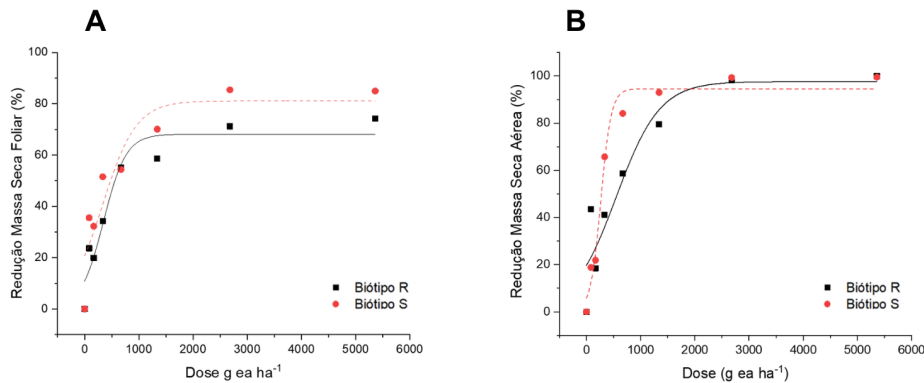 A
Redução Massa Seca Foliar (%)
100
80
60
40
20
0
Biótipo R
Biótipo S
0 1000 2000 3000 4000 5000 6000
Dose g ea ha⁻¹
B
Redução Massa Seca Aérea (%)
100
80
60
40
20
0
Biótipo R
Biótipo S
0 1000 2000 3000 4000 5000 6000
Dose (g ea ha⁻¹)